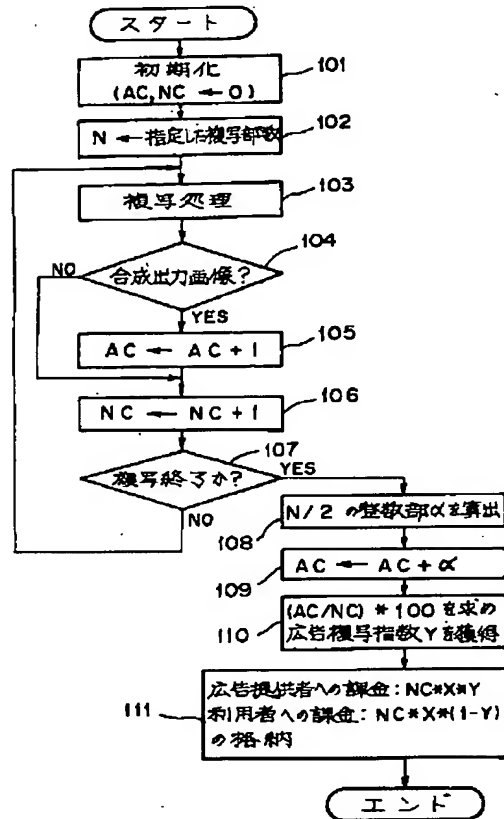 スタート
初期化
(AC,NC ← 0)
101
N ← 指定した複写部数
102
複写処理
103
104
合成出力画像?
NO
YES
AC ← AC + 1
105
NC ← NC + 1
106
107
複写終了か?
YES
NO
N/2 の整数部αを算出
108
AC ← AC + α
109
(AC/NC) * 100 を求め
広告複写指数Yを獲得
110
広告提供者への課金: NC*X*Y
利用者への課金: NC*X*(1-Y)
の格納
111
エンド